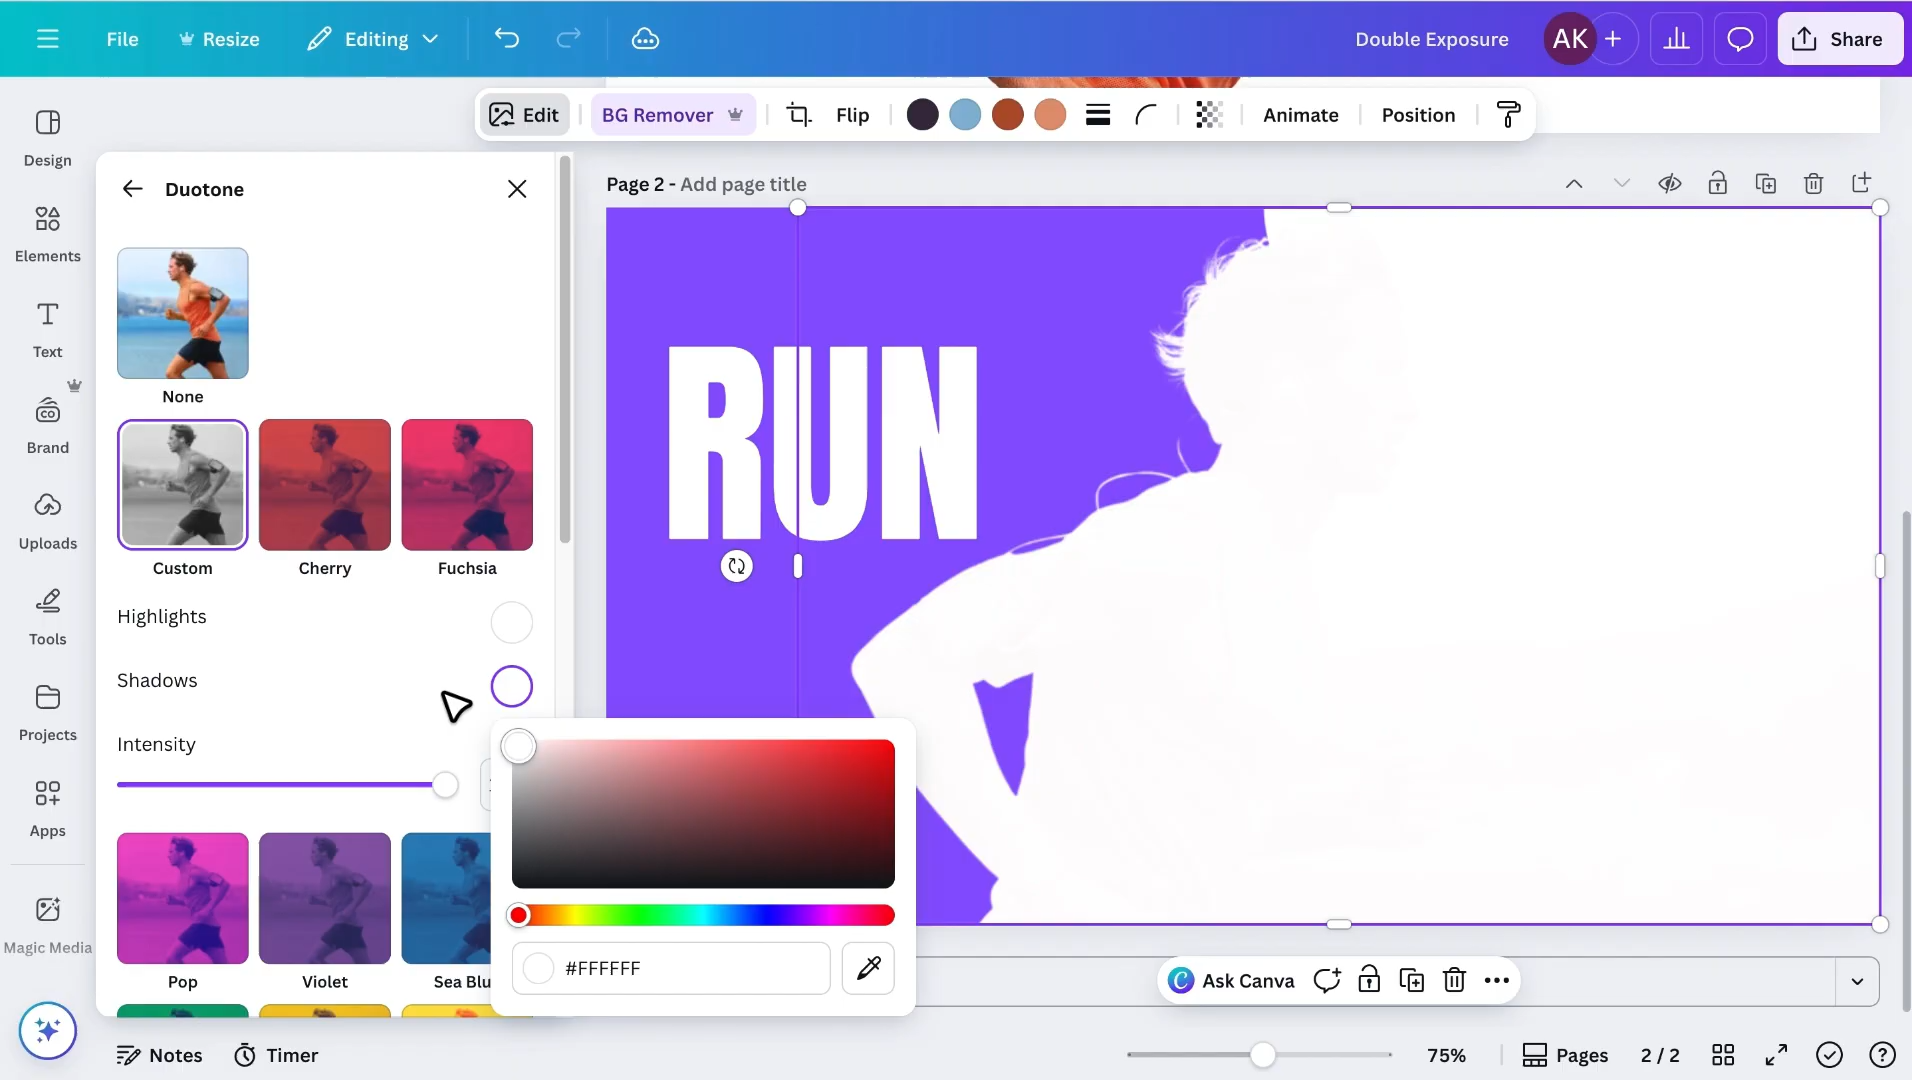 File
Resize
Editing
Double Exposure
AK
Share
Edit
BG Remover
Flip
Animate
Position
Design
Elements
Text
Brand
Uploads
Tools
Projects
Apps
Magic Media
Duotone
None
Custom
Cherry
Fuchsia
Highlights
Shadows
Intensity
Pop
Violet
Sea Blu
#FFFFFF
Page 2 - Add page title
RUN
Ask Canva
Notes
Timer
75%
Pages
2 / 2